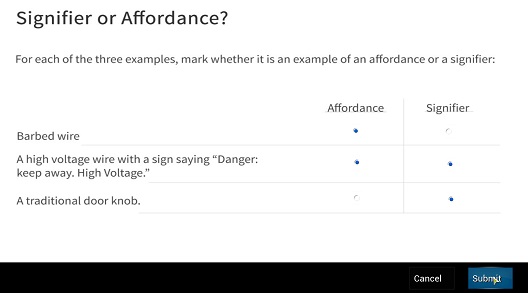 Signifier or Affordance?
For each of the three examples, mark whether it is an example of an affordance or a signifier:
Affordance Signifier
Barbed wire
A high voltage wire with a sign saying “Danger:
keep away. High Voltage.”
A traditional door knob.
Cancel Submit